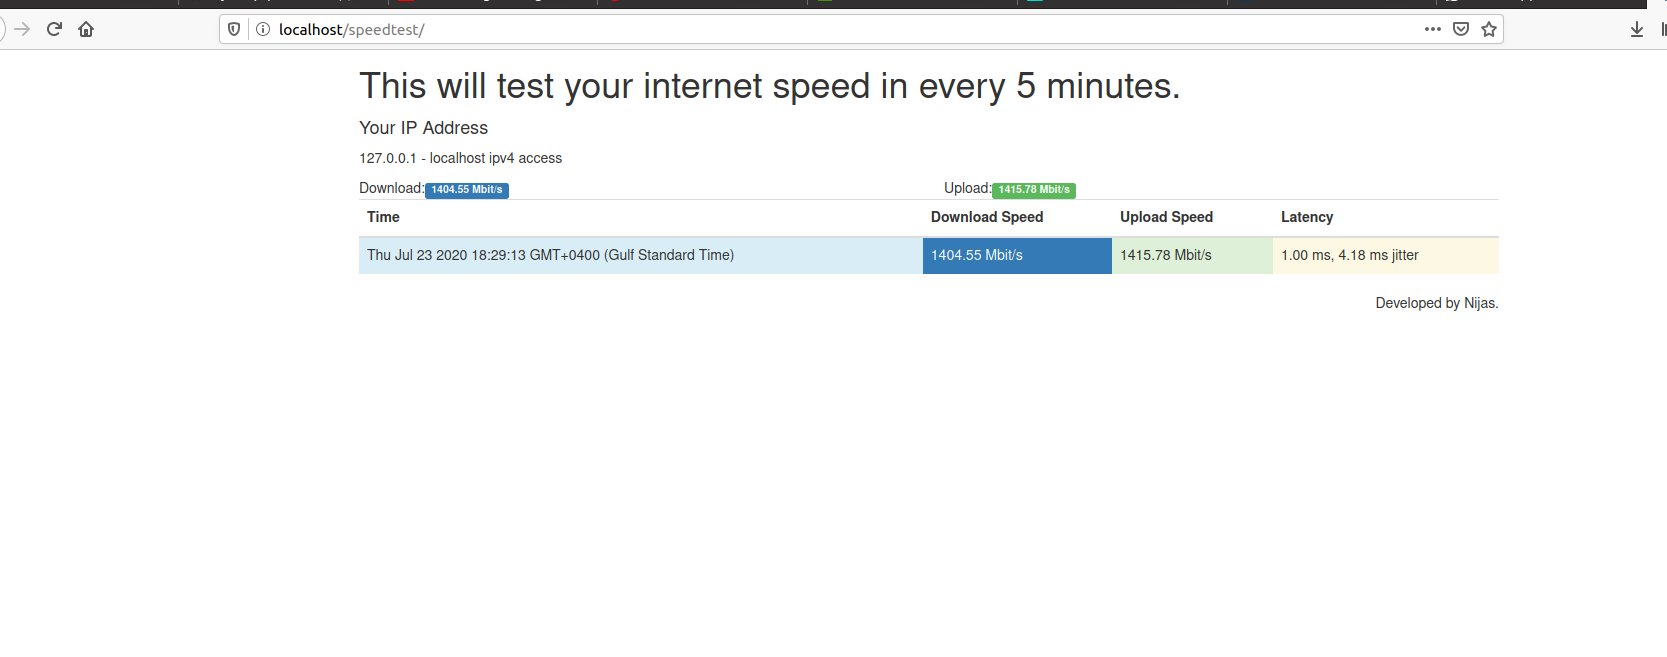 localhost/speedtest/
This will test your internet speed in every 5 minutes.
Your IP Address
127.0.0.1 - localhost ipv4 access
Download: 1404.55 Mbit/s Upload: 1415.78 Mbit/s
Time Download Speed Upload Speed Latency
Thu Jul 23 2020 18:29:13 GMT+0400 (Gulf Standard Time) 1404.55 Mbit/s 1415.78 Mbit/s 1.00 ms, 4.18 ms jitter
Developed by Nijas.